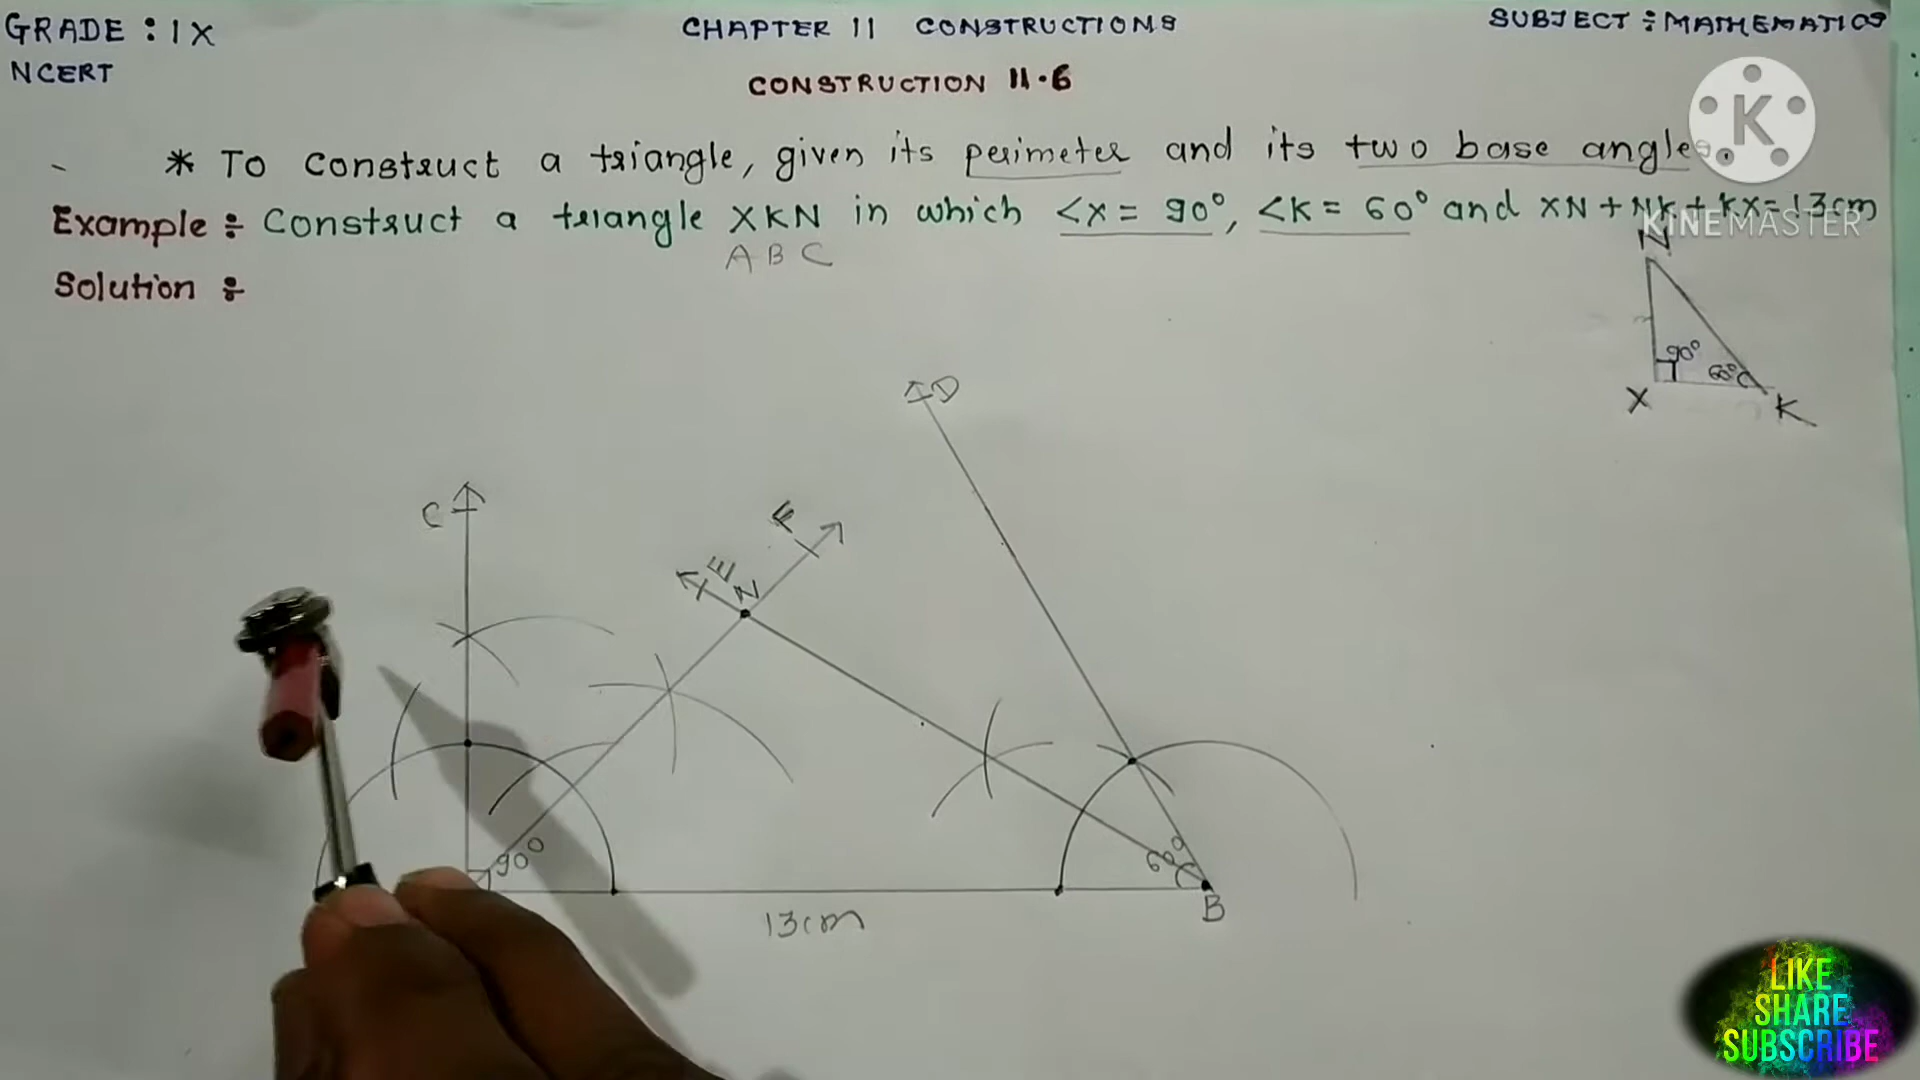 GRADE : IX
CHAPTER 11 CONSTRUCTIONS
SUBJECT ÷ MATHEMATICS
NCERT
CONSTRUCTION 11.6
K
* To construct a triangle, given its perimeter and its two base angles.
Example ÷ Construct a triangle XKN in which <X = 90°, <K = 60° and XN + NK + KX = 13cm
KINEMASTER
A B C
N
Solution ÷
90°
60°
X
K
D
C
F
E
N
90°
60°
B
13cm
LIKE
SHARE
SUBSCRIBE